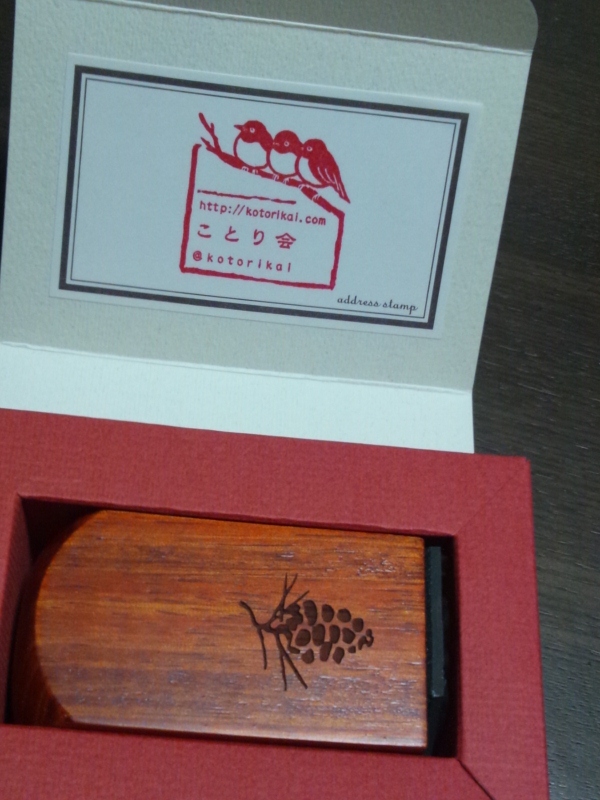 http://kotorikai.com
ことり会
@kotorikai
address stamp